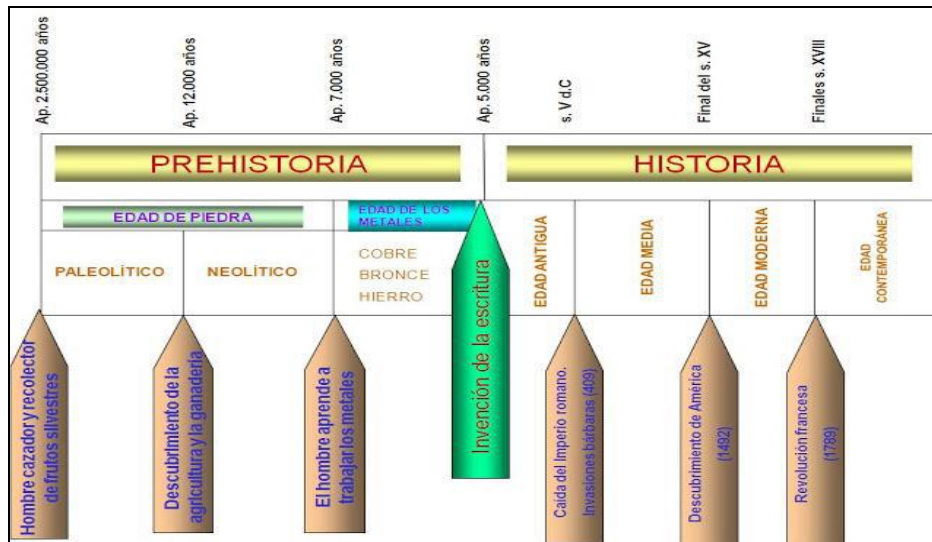 Ap. 2.500.000 años
Ap. 12.000 años
Ap. 7.000 años
Ap. 5.000 años
s. V d.C
Final del s. XV
Finales s. XVIII
PREHISTORIA
HISTORIA
EDAD DE PIEDRA
EDAD DE LOS
METALES
PALEOLÍTICO
NEOLÍTICO
COBRE
BRONCE
HIERRO
EDAD ANTIGUA
EDAD MEDIA
EDAD MODERNA
EDAD
CONTEMPORÁNEA
Hombre cazador y recolector
de frutos silvestres
Descubrimiento de la
agricultura y la ganadería
El hombre aprende a
trabajar los metales
Invención de la escritura
Caída del Imperio romano.
Invasiones bárbaras (409)
Descubrimiento de América
(1492)
Revolución francesa
(1789)